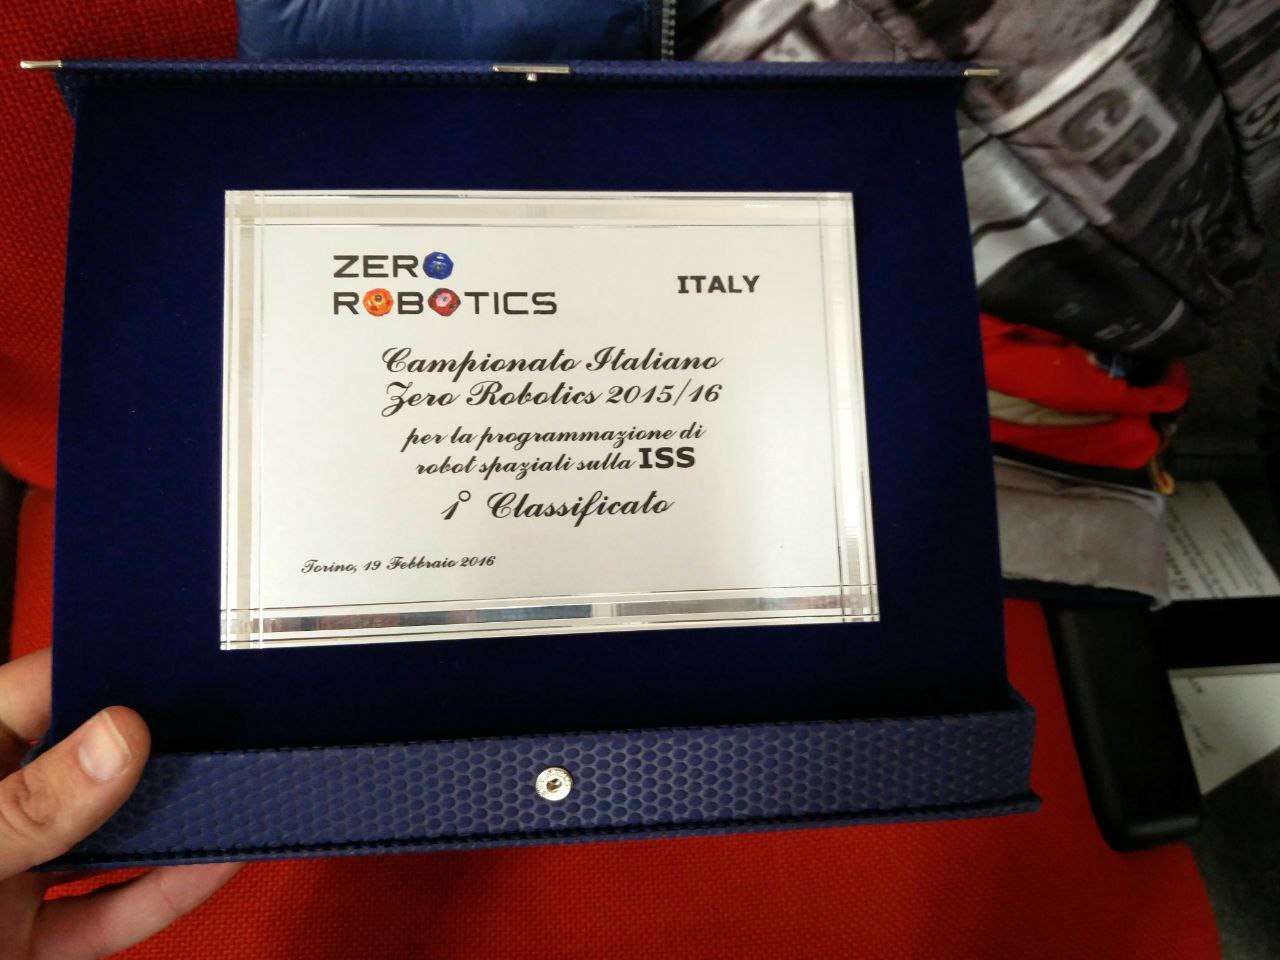 ZERO
ROBOTICS
ITALY
Campionato Italiano
Zero Robotics 2015/16
per la programmazione di
robot spaziali sulla ISS
1° Classificato
Torino, 19 Febbraio 2016